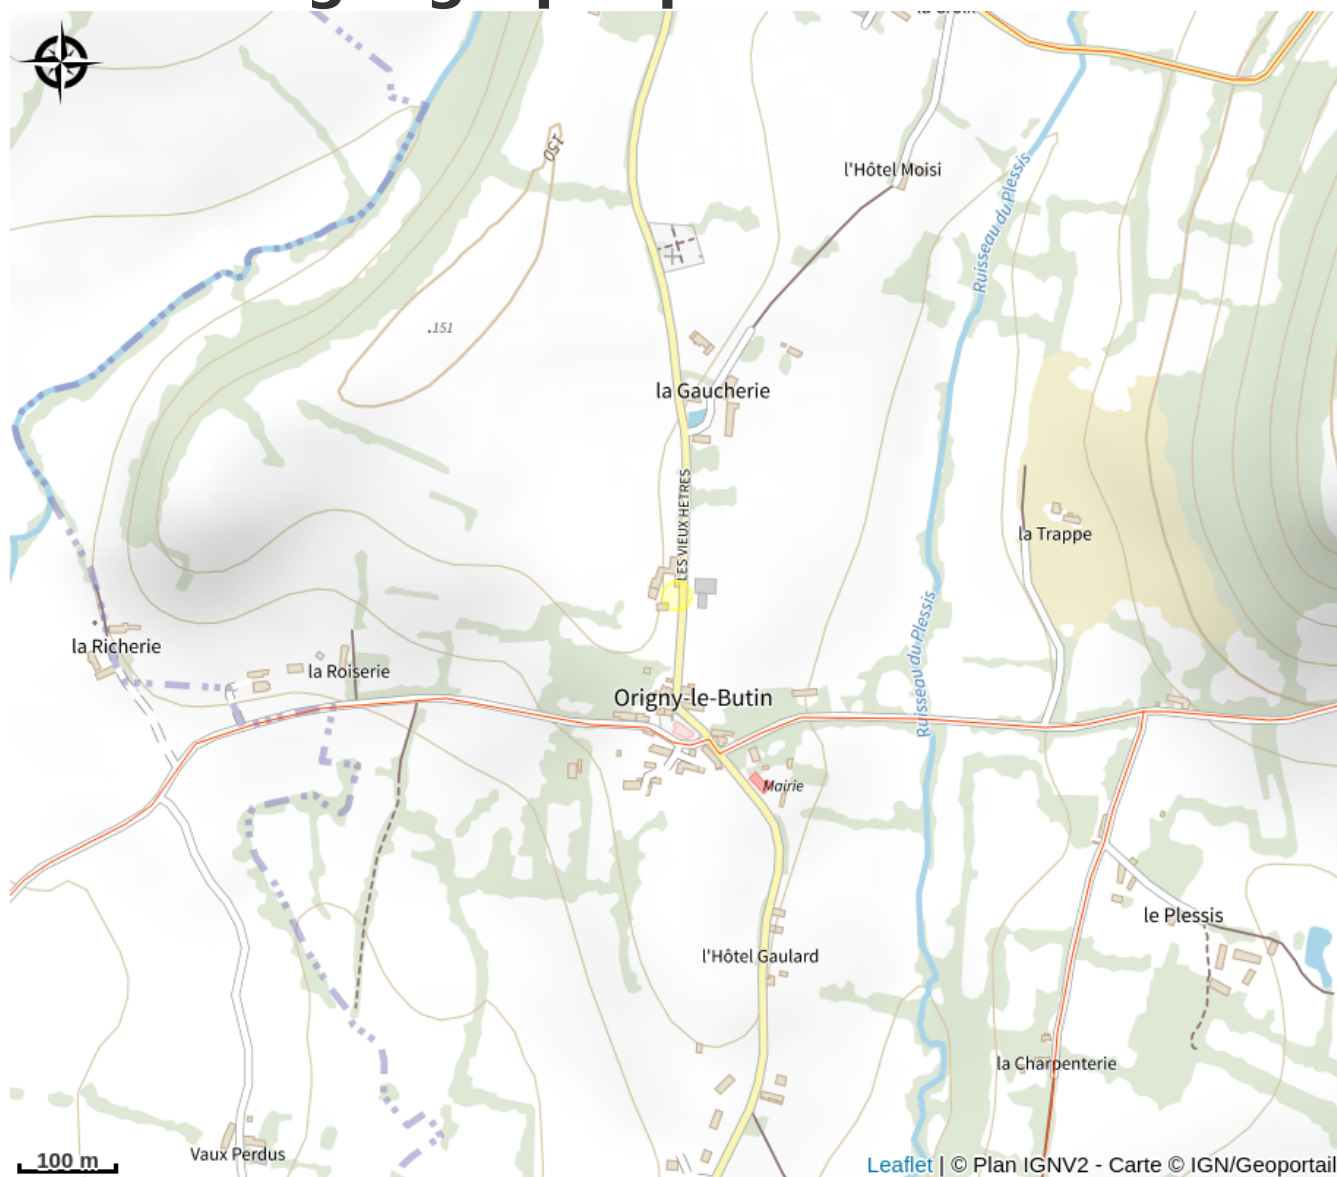 150
l'Hôtel Moisi
Ruisseau du Plessis
.151
la Gaucherie
LES VIEUX HETRES
la Trappe
Ruisseau du Plessis
la Richerie
la Roiserie
Origny-le-Butin
Mairie
le Plessis
l'Hôtel Gaulard
la Charpenterie
Vaux Perdus
100 m
Leaflet | © Plan IGNV2 - Carte © IGN/Geoportail